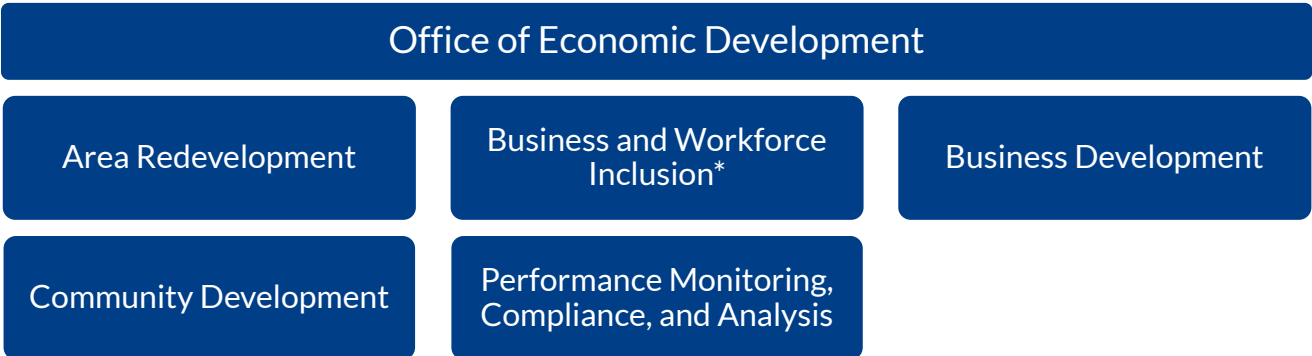 Office of Economic Development
Area Redevelopment
Business and Workforce
Inclusion*
Business Development
Community Development
Performance Monitoring,
Compliance, and Analysis